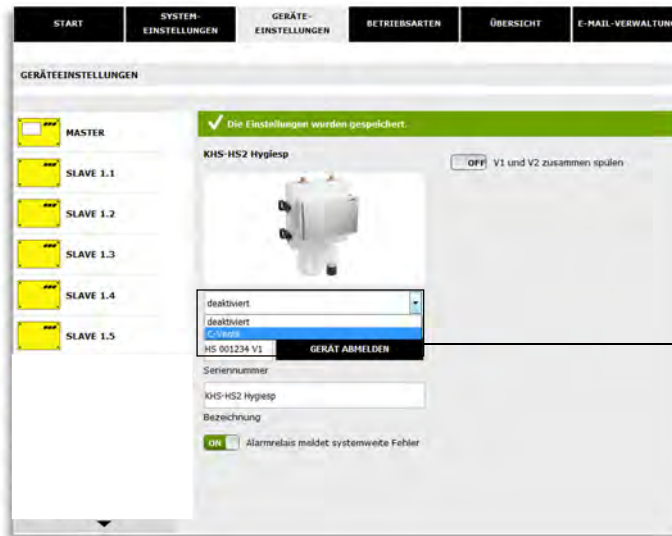 START
SYSTEM-
EINSTELLUNGEN
GERÄTE-
EINSTELLUNGEN
BETRIEBSARTEN
ÜBERSICHT
E-MAIL-VERWALTUNG
GERÄTEEINSTELLUNGEN
MASTER
SLAVE 1.1
SLAVE 1.2
SLAVE 1.3
SLAVE 1.4
SLAVE 1.5
Die Einstellungen wurden gespeichert.
KHS-HS2 Hygiesp
OFF V1 und V2 zusammen spülen
deaktiviert
deaktiviert
C-Ventil
HS 001234 V1 GERÄT ABMELDEN
Seriennummer
KHS-HS2 Hygiesp
Bezeichnung
ON Alarmrelais meldet systemweite Fehler